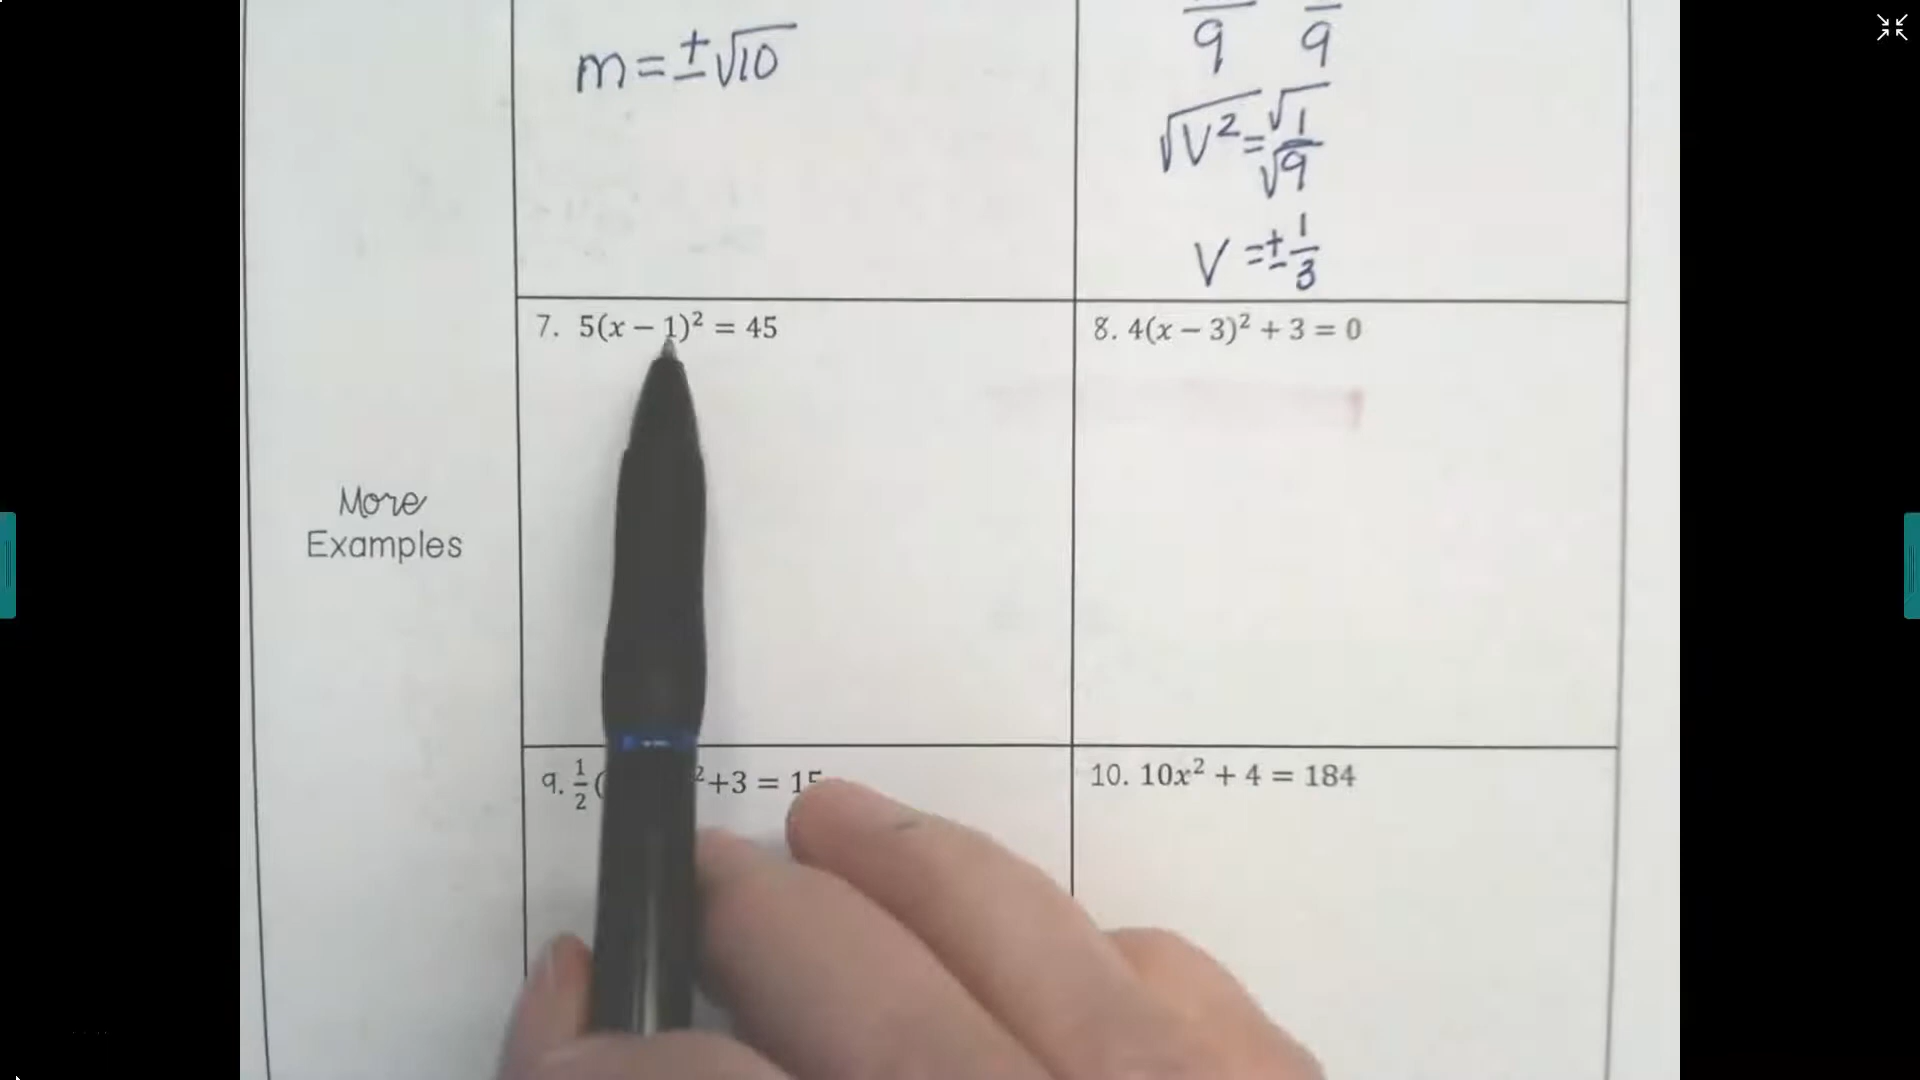 m = ±√10
9 9
√V² = √1/√9
V = ± 1/3
7. 5(x − 1)² = 45
8. 4(x − 3)² + 3 = 0
More
Examples
9. 1/2( ²+3 = 15
10. 10x² + 4 = 184